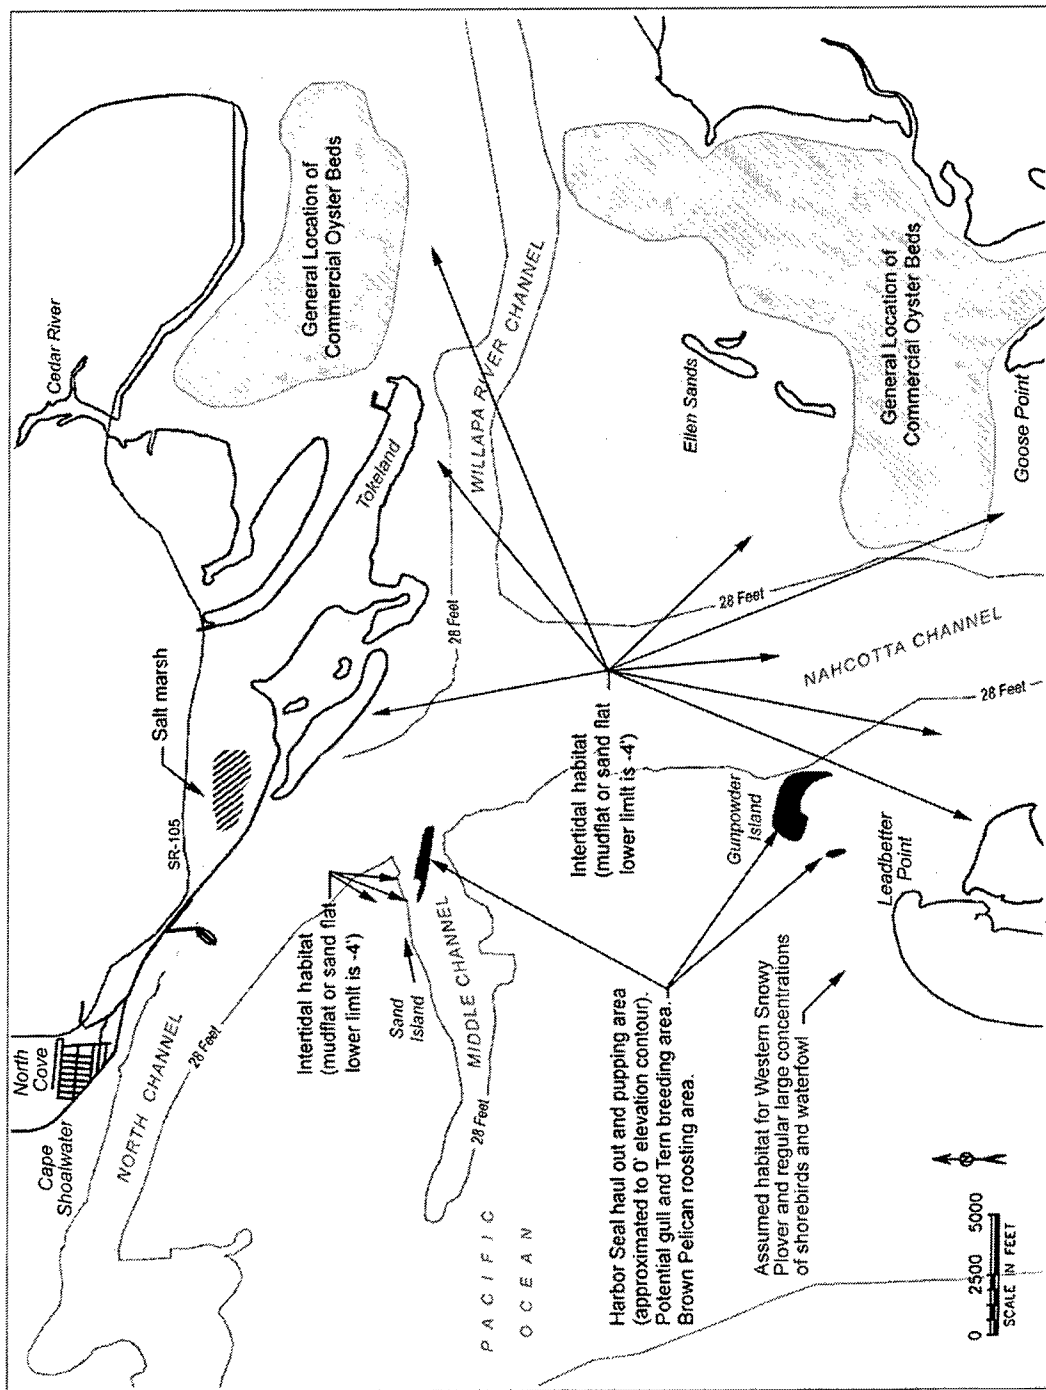 North
Cove
Cape
Shoalwater
NORTH CHANNEL
28 Feet
SR-105
Salt marsh
Cedar River
Tokeland
General Location of
Commercial Oyster Beds
WILLAPA RIVER CHANNEL
28 Feet
Intertidal habitat
(mudflat or sand flat
lower limit is -4')
Sand
Island
MIDDLE CHANNEL
28 Feet
PACIFIC
OCEAN
Intertidal habitat
(mudflat or sand flat
lower limit is -4')
28 Feet
NAHCOTTA CHANNEL
28 Feet
Ellen Sands
General Location of
Commercial Oyster Beds
Goose Point
Gunpowder
Island
Leadbetter
Point
Harbor Seal haul out and pupping area
(approximated to 0' elevation contour).
Potential gull and Tern breeding area.
Brown Pelican roosting area.
Assumed habitat for Western Snowy
Plover and regular large concentrations
of shorebirds and waterfowl
N
0 2500 5000
SCALE IN FEET